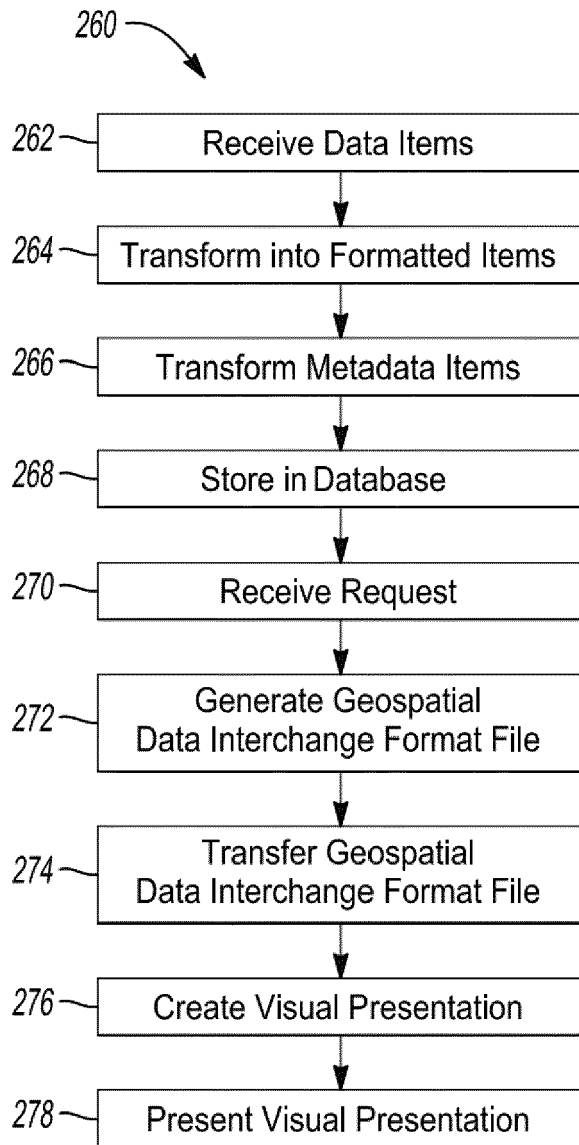 260
262
Receive Data Items
264
Transform into Formatted Items
266
Transform Metadata Items
268
Store in Database
270
Receive Request
272
Generate Geospatial
Data Interchange Format File
274
Transfer Geospatial
Data Interchange Format File
276
Create Visual Presentation
278
Present Visual Presentation